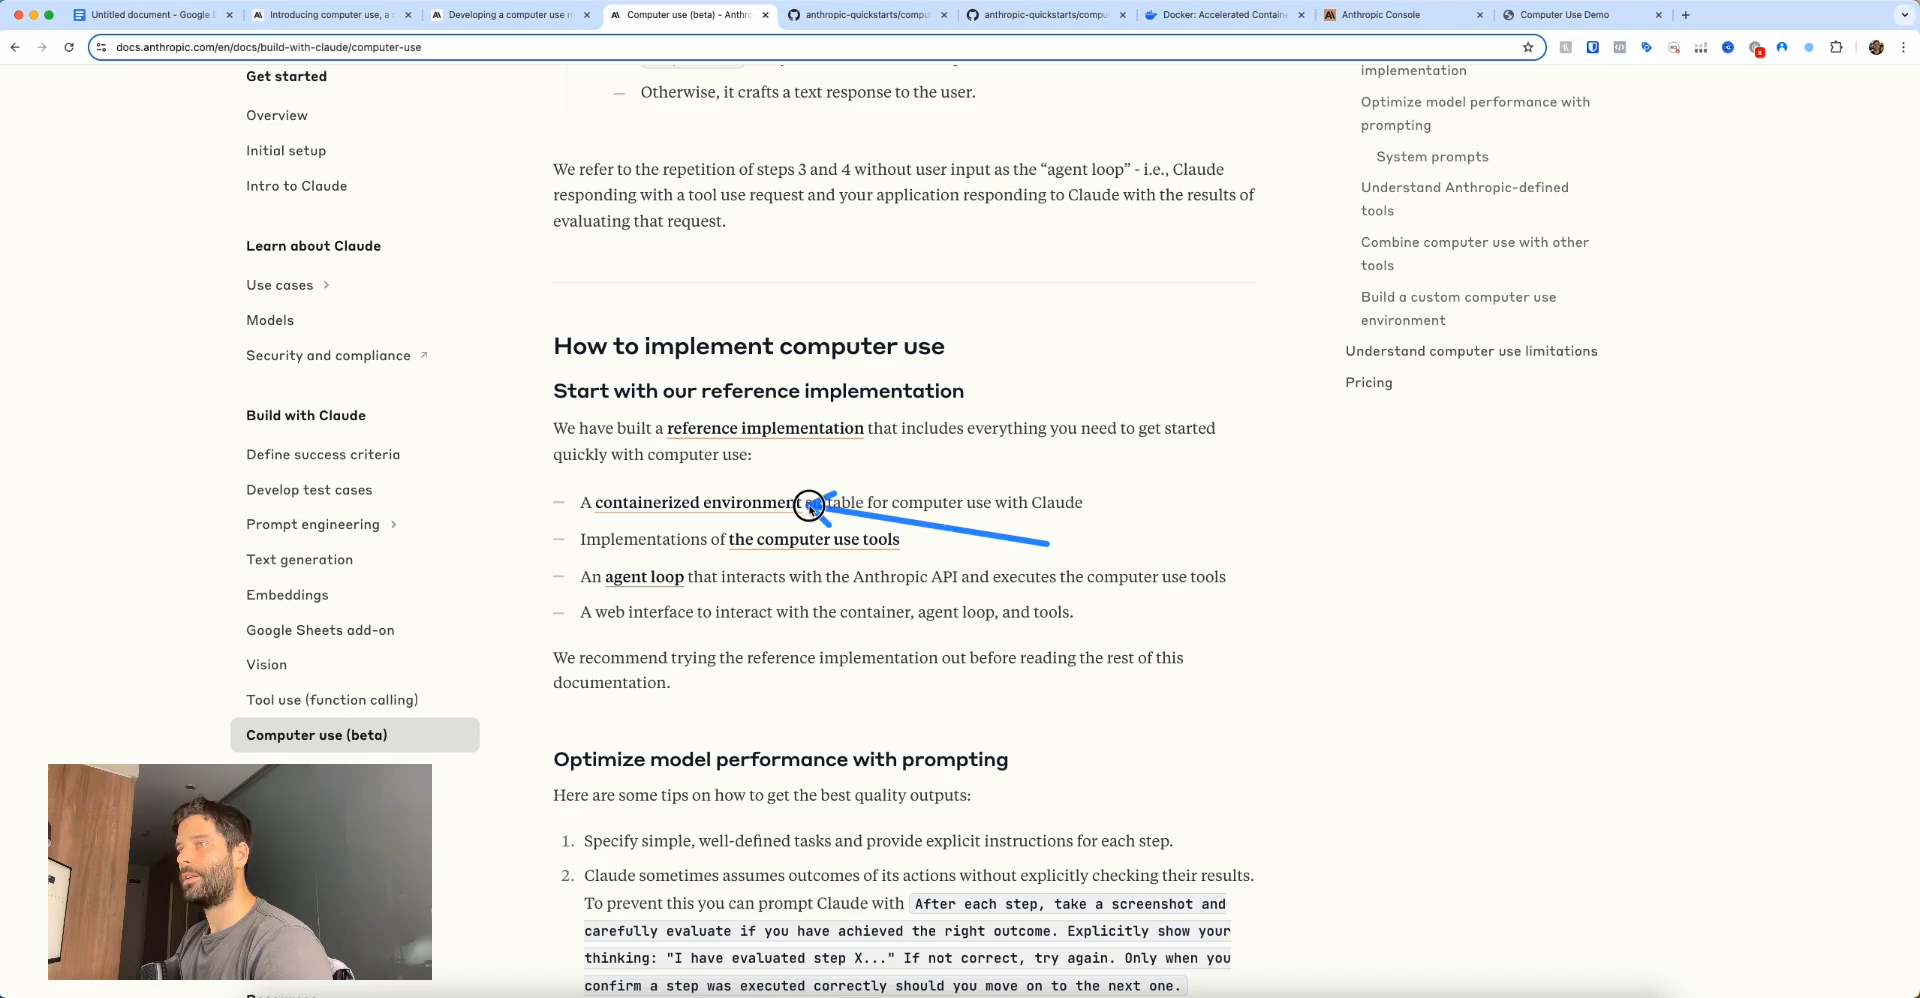 Untitled document - Google
Introducing computer use, a
Developing a computer use
Computer use (beta) - Anthro
anthropic-quickstarts/compu
anthropic-quickstarts/compu
Docker: Accelerated Contain
Anthropic Console
Computer Use Demo
docs.anthropic.com/en/docs/build-with-claude/computer-use
Get started
Overview
Initial setup
Intro to Claude
Learn about Claude
Use cases
Models
Security and compliance
Build with Claude
Define success criteria
Develop test cases
Prompt engineering
Text generation
Embeddings
Google Sheets add-on
Vision
Tool use (function calling)
Computer use (beta)
— Otherwise, it crafts a text response to the user.
We refer to the repetition of steps 3 and 4 without user input as the “agent loop” - i.e., Claude
responding with a tool use request and your application responding to Claude with the results of
evaluating that request.
How to implement computer use
Start with our reference implementation
We have built a reference implementation that includes everything you need to get started
quickly with computer use:
— A containerized environment for computer use with Claude
— Implementations of the computer use tools
— An agent loop that interacts with the Anthropic API and executes the computer use tools
— A web interface to interact with the container, agent loop, and tools.
We recommend trying the reference implementation out before reading the rest of this
documentation.
Optimize model performance with prompting
Here are some tips on how to get the best quality outputs:
1. Specify simple, well-defined tasks and provide explicit instructions for each step.
2. Claude sometimes assumes outcomes of its actions without explicitly checking their results.
To prevent this you can prompt Claude with After each step, take a screenshot and
carefully evaluate if you have achieved the right outcome. Explicitly show your
thinking: "I have evaluated step X..." If not correct, try again. Only when you
confirm a step was executed correctly should you move on to the next one.
implementation
Optimize model performance with
prompting
System prompts
Understand Anthropic-defined
tools
Combine computer use with other
tools
Build a custom computer use
environment
Understand computer use limitations
Pricing